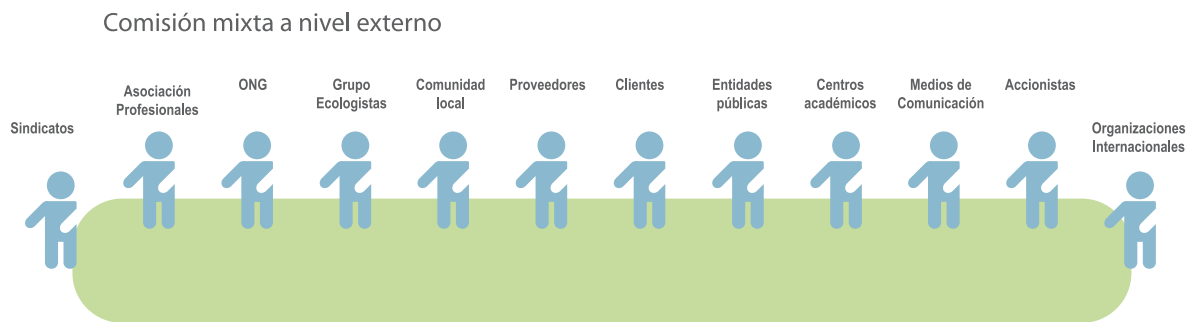 Comisión mixta a nivel externo
Sindicatos
Asociación
Profesionales
ONG
Grupo
Ecologistas
Comunidad
local
Proveedores
Clientes
Entidades
públicas
Centros
académicos
Medios de
Comunicación
Accionistas
Organizaciones
Internacionales